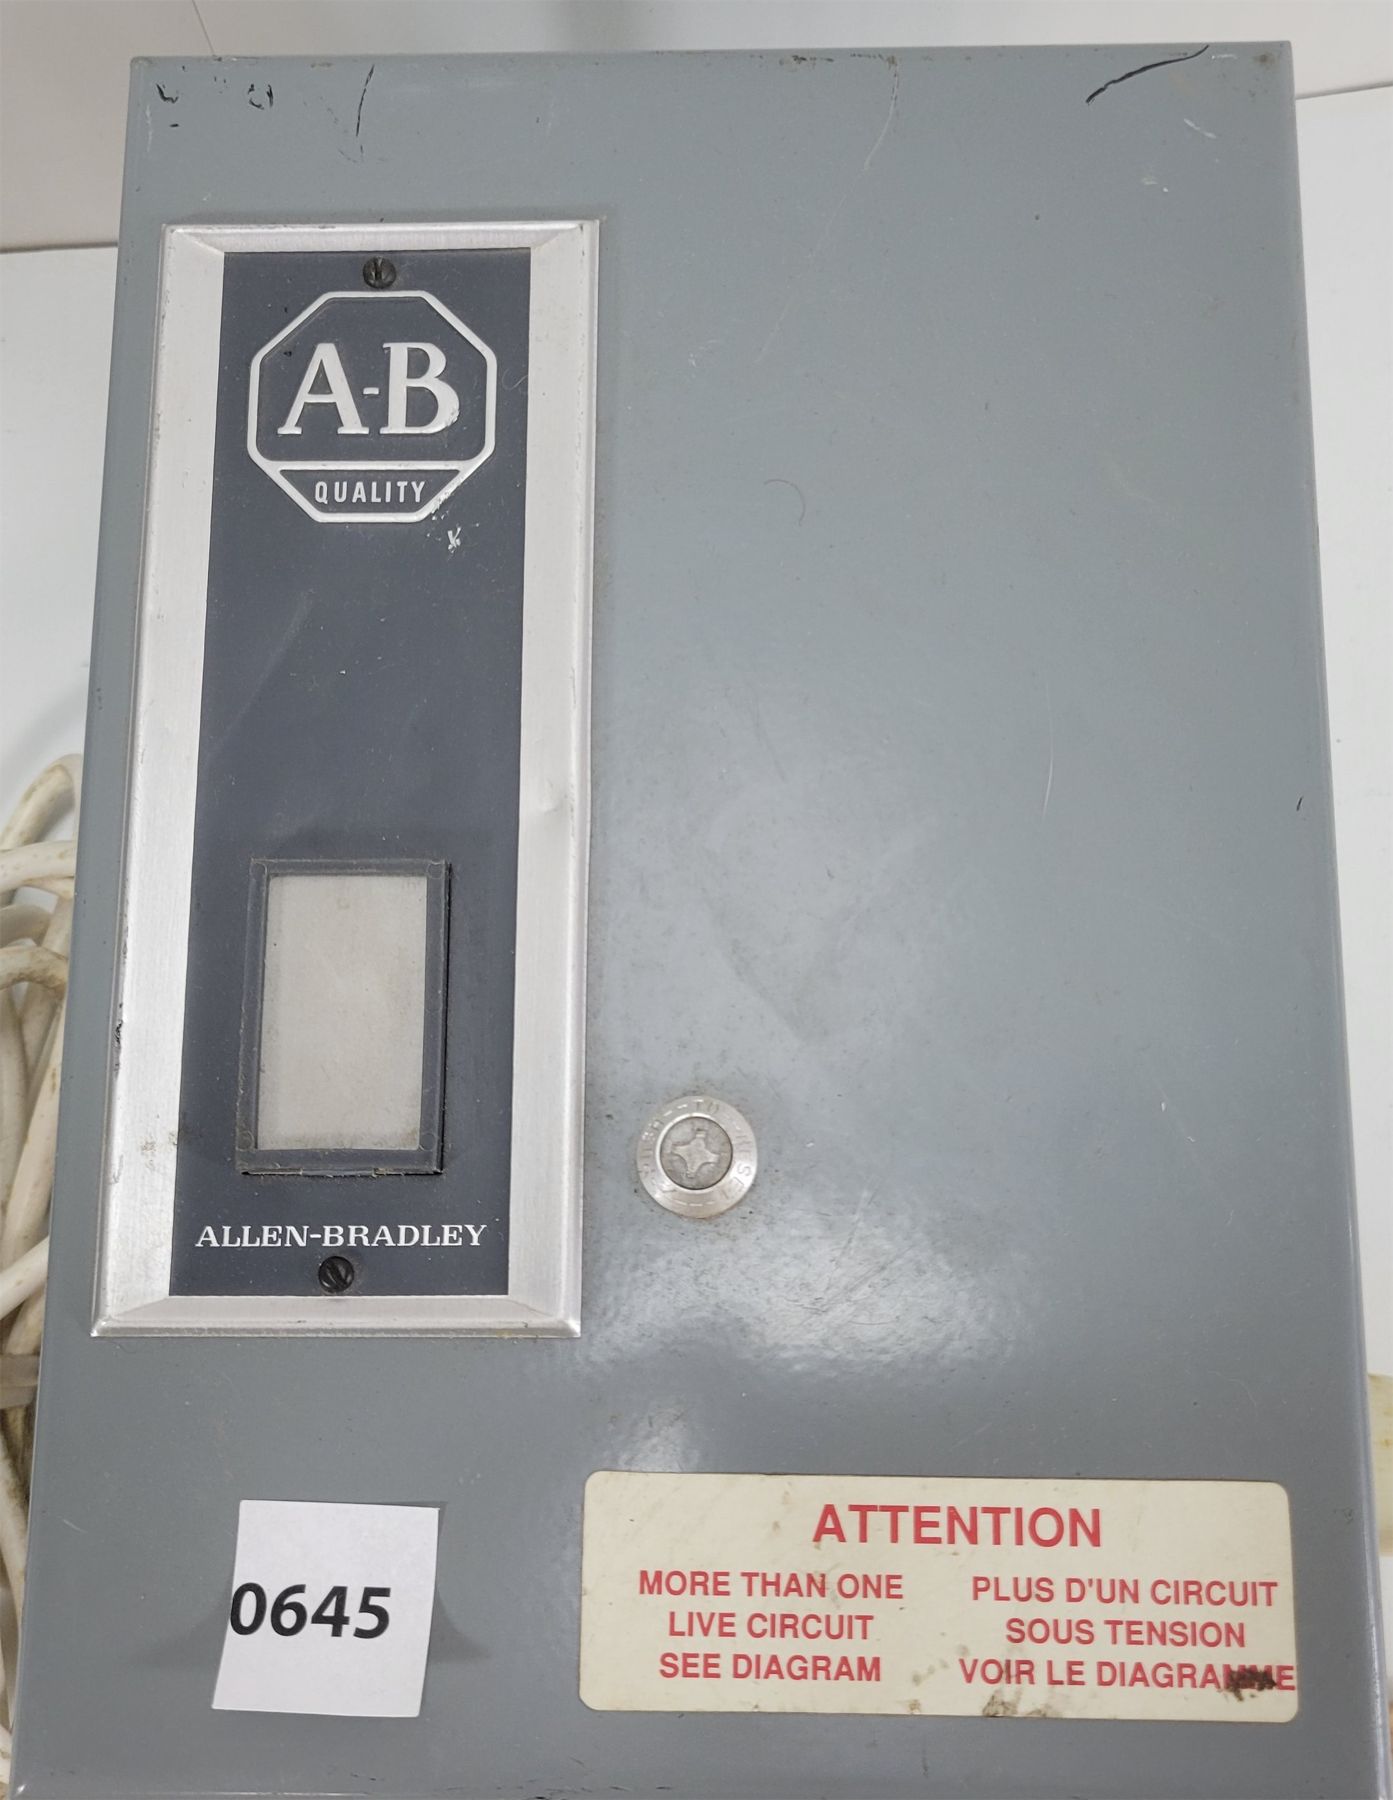 A-B
QUALITY
ALLEN-BRADLEY
0645
ATTENTION
MORE THAN ONE
LIVE CIRCUIT
SEE DIAGRAM
PLUS D'UN CIRCUIT
SOUS TENSION
VOIR LE DIAGRAMME